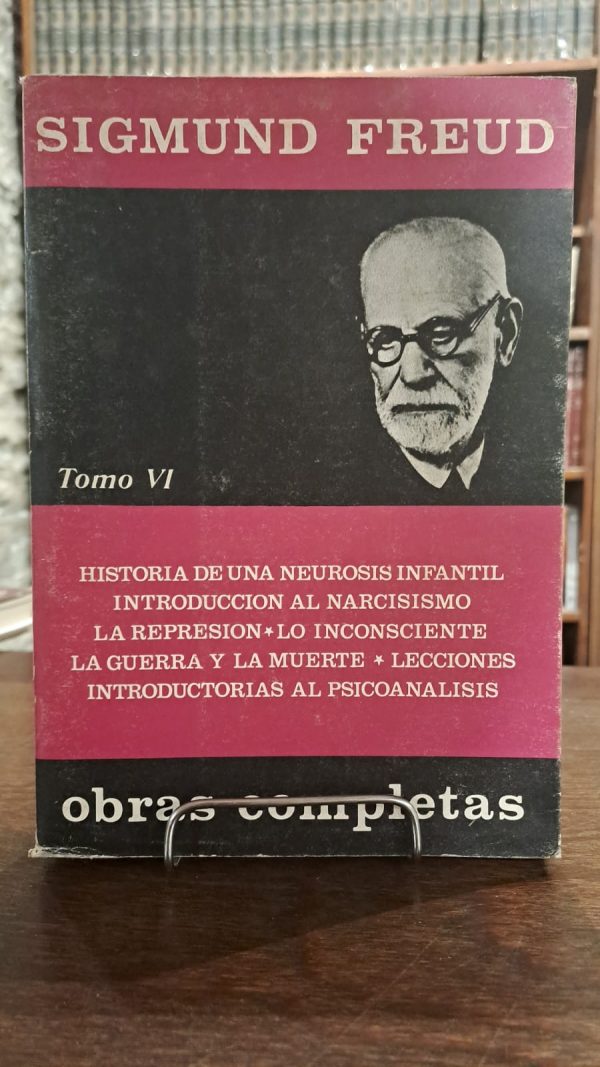 SIGMUND FREUD
Tomo VI
HISTORIA DE UNA NEUROSIS INFANTIL
INTRODUCCION AL NARCISISMO
LA REPRESION ★ LO INCONSCIENTE
LA GUERRA Y LA MUERTE ★ LECCIONES
INTRODUCTORIAS AL PSICOANALISIS
obras completas